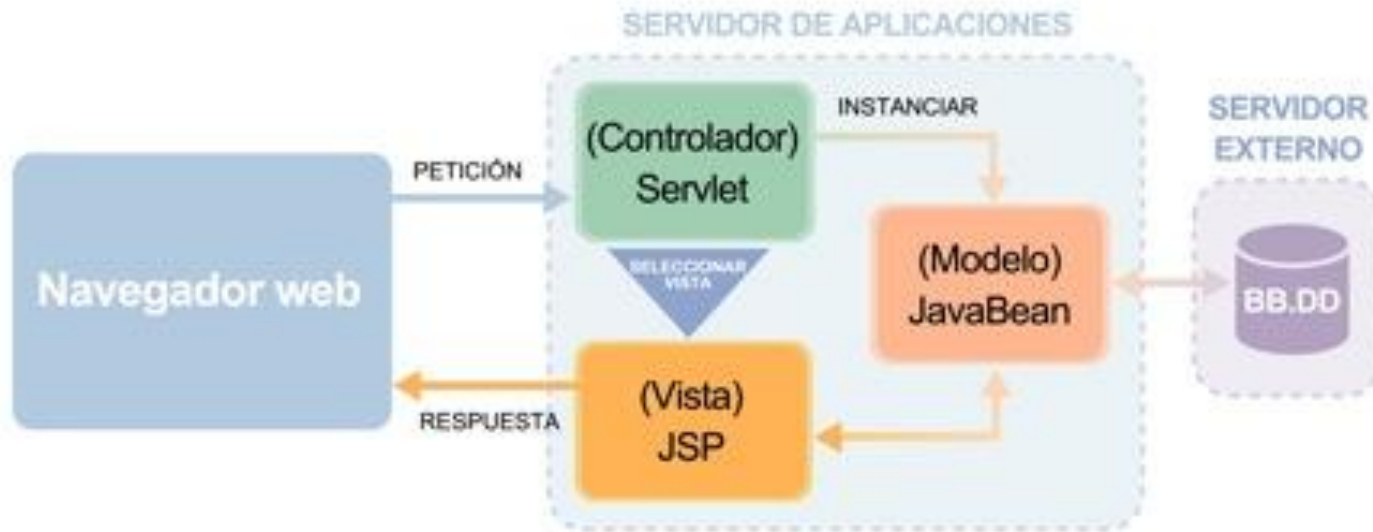 SERVIDOR DE APLICACIONES
(Controlador)
Servlet
INSTANCIAR
SERVIDOR
EXTERNO
PETICIÓN
Navegador web
SELECCIONAR
VISTA
(Modelo)
JavaBean
BB.DD
(Vista)
JSP
RESPUESTA